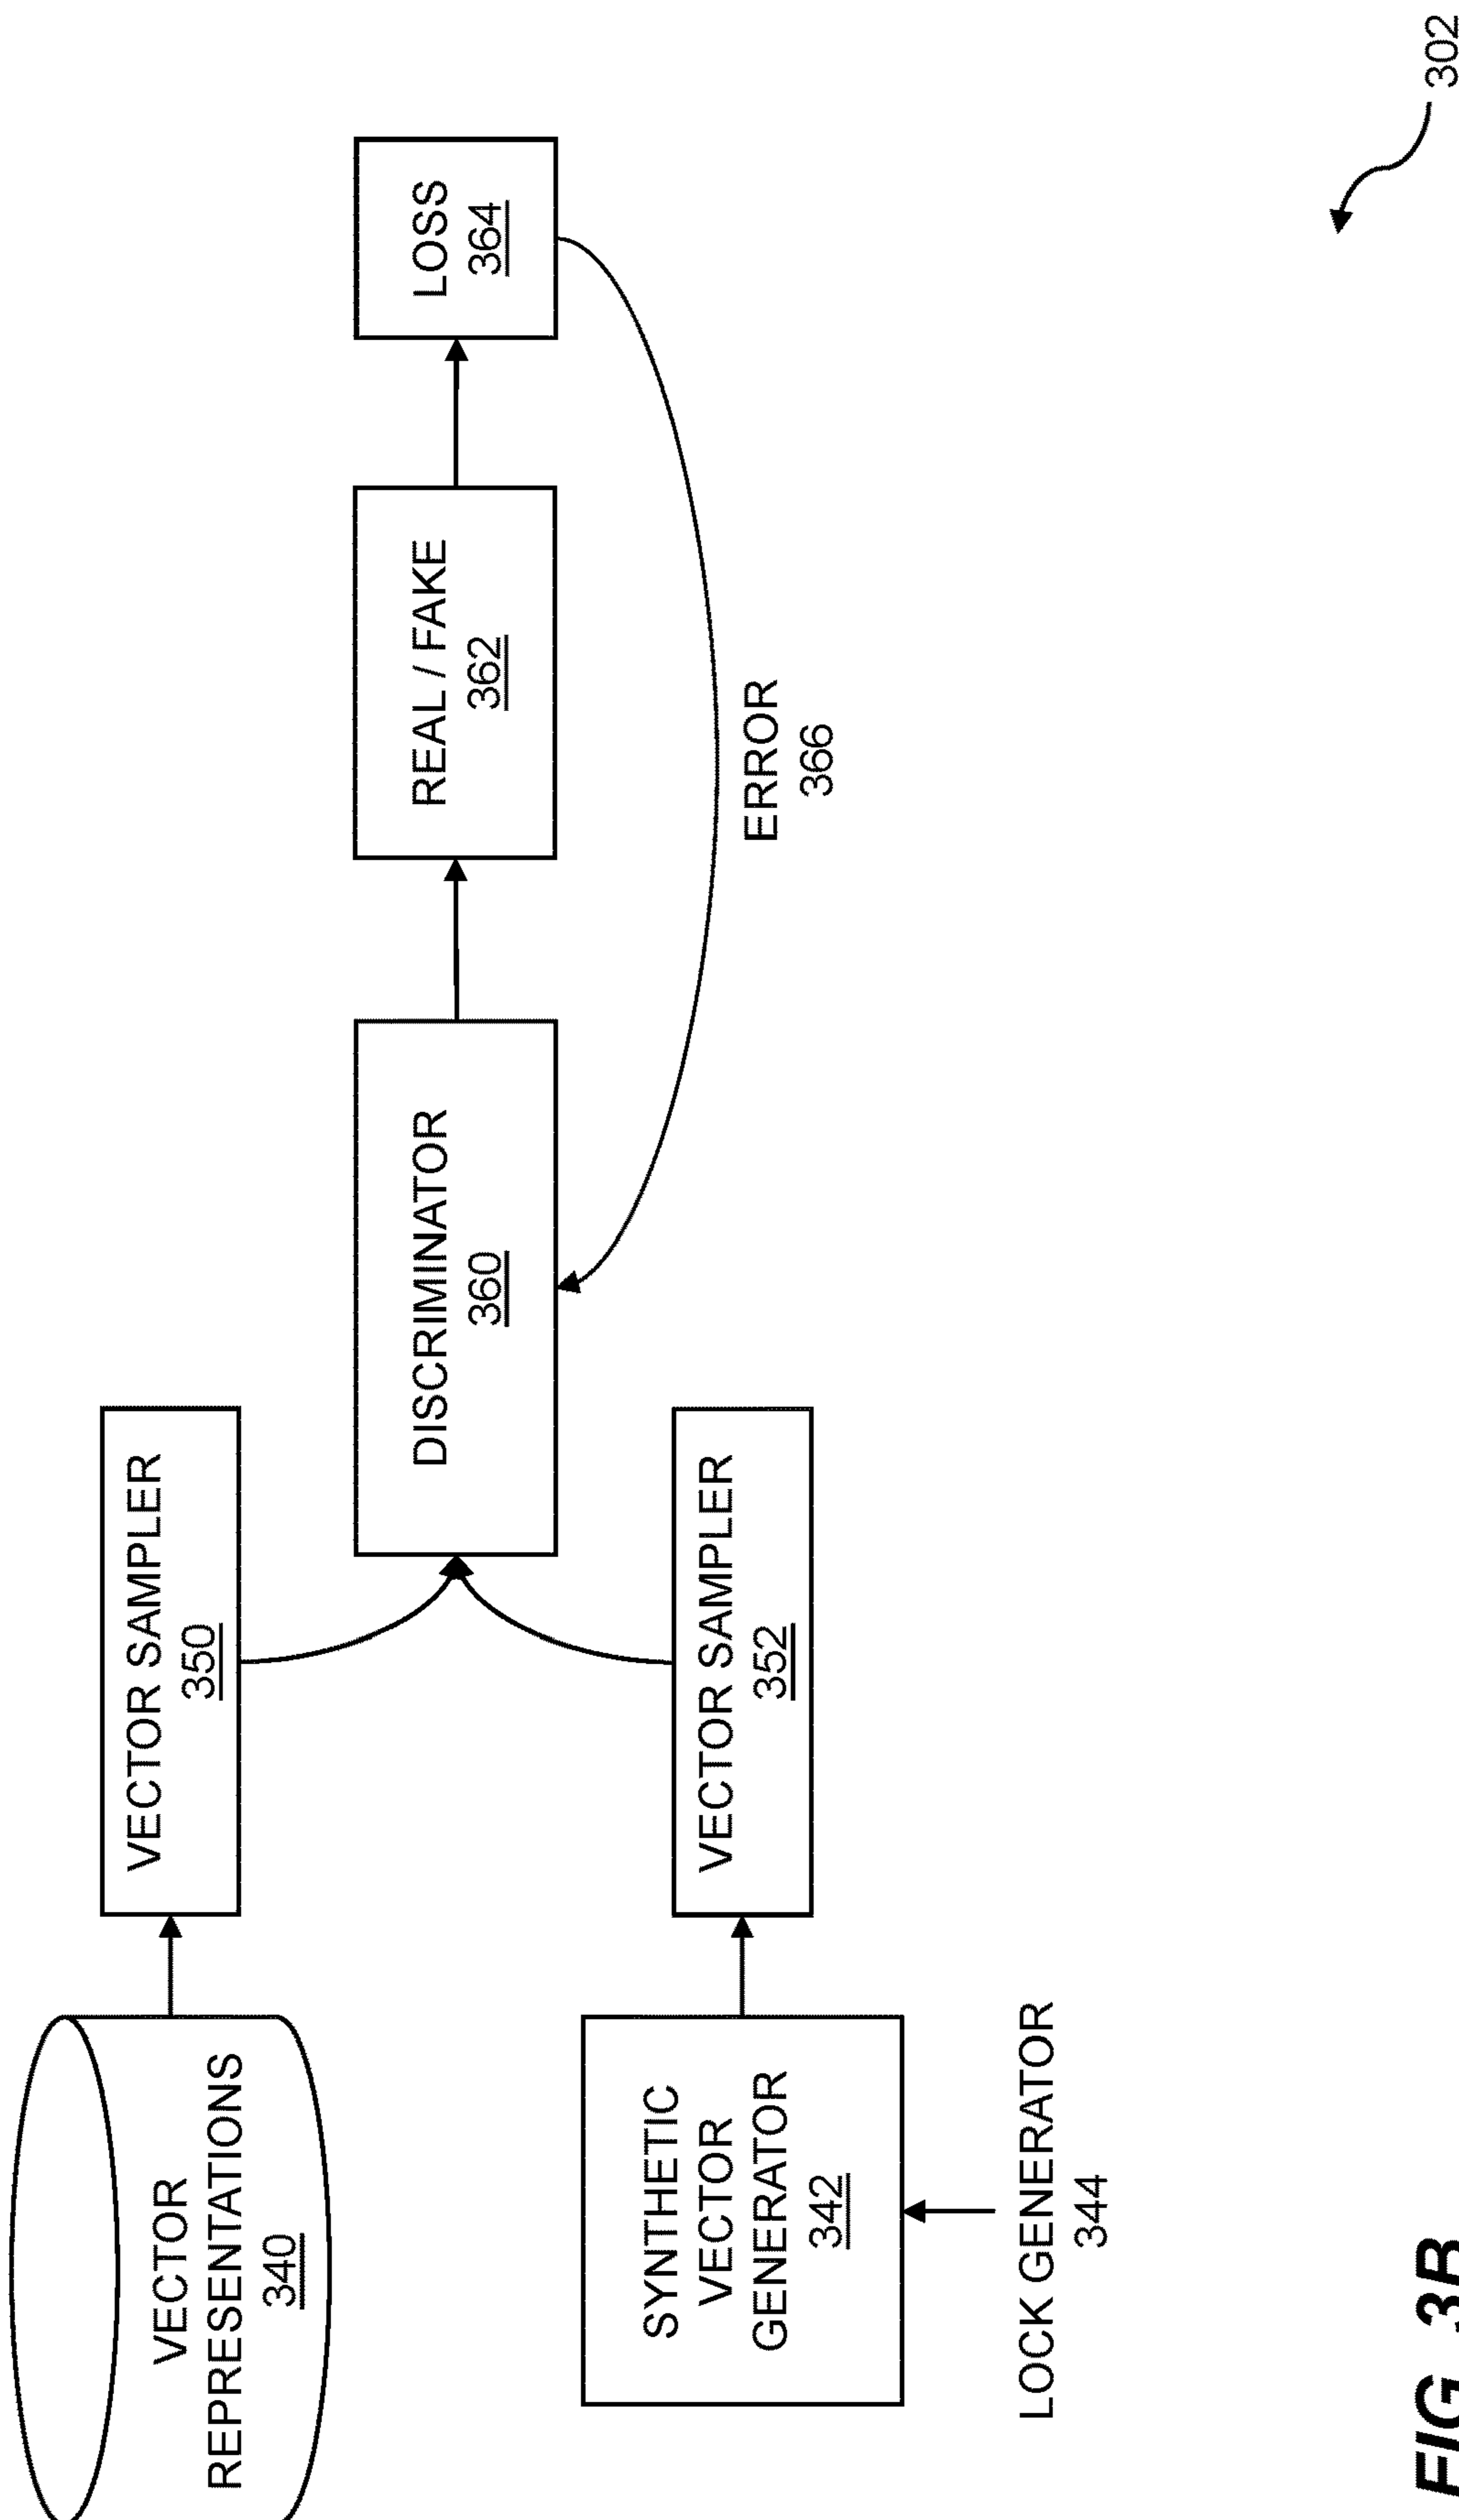 VECTOR
REPRESENTATIONS
340
VECTOR SAMPLER
350
SYNTHETIC
VECTOR
GENERATOR
342
VECTOR SAMPLER
352
LOCK GENERATOR
344
DISCRIMINATOR
360
REAL / FAKE
362
LOSS
364
ERROR
366
302
FIG. 3B